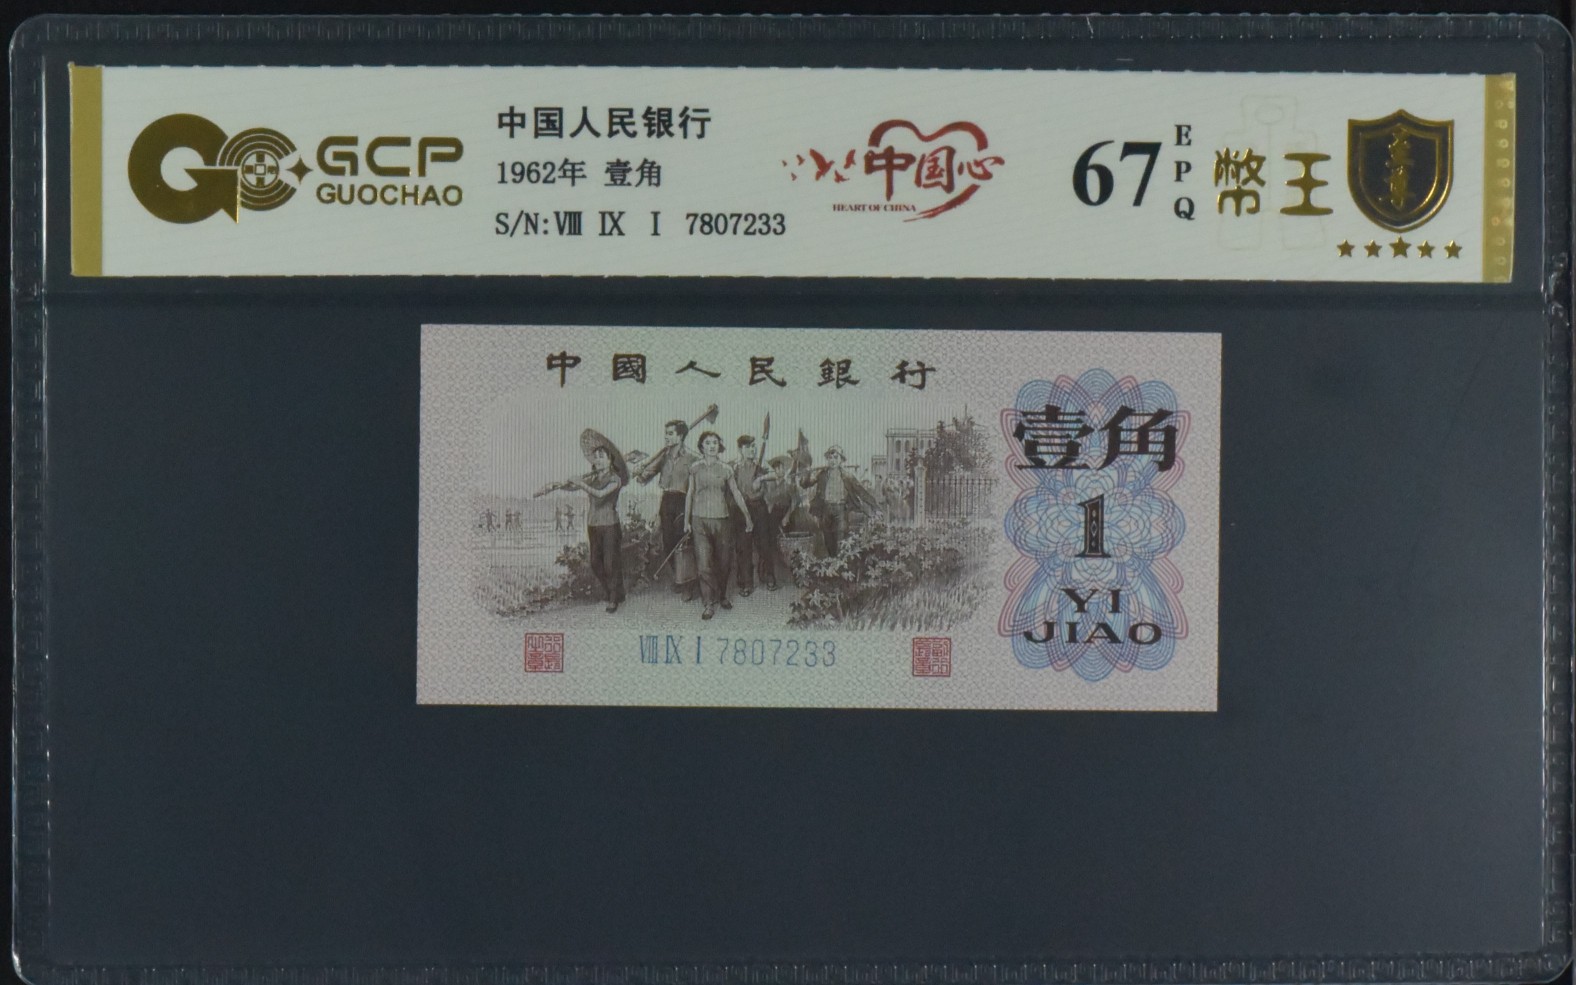 GCP
GUOCHAO
中国人民银行
1962年 壹角
S/N: Ⅷ Ⅸ Ⅰ 7807233
中国心
HEART OF CHINA
67
EPQ
幣王
中國人民銀行
壹角
1
YI
JIAO
Ⅷ Ⅸ Ⅰ 7807233